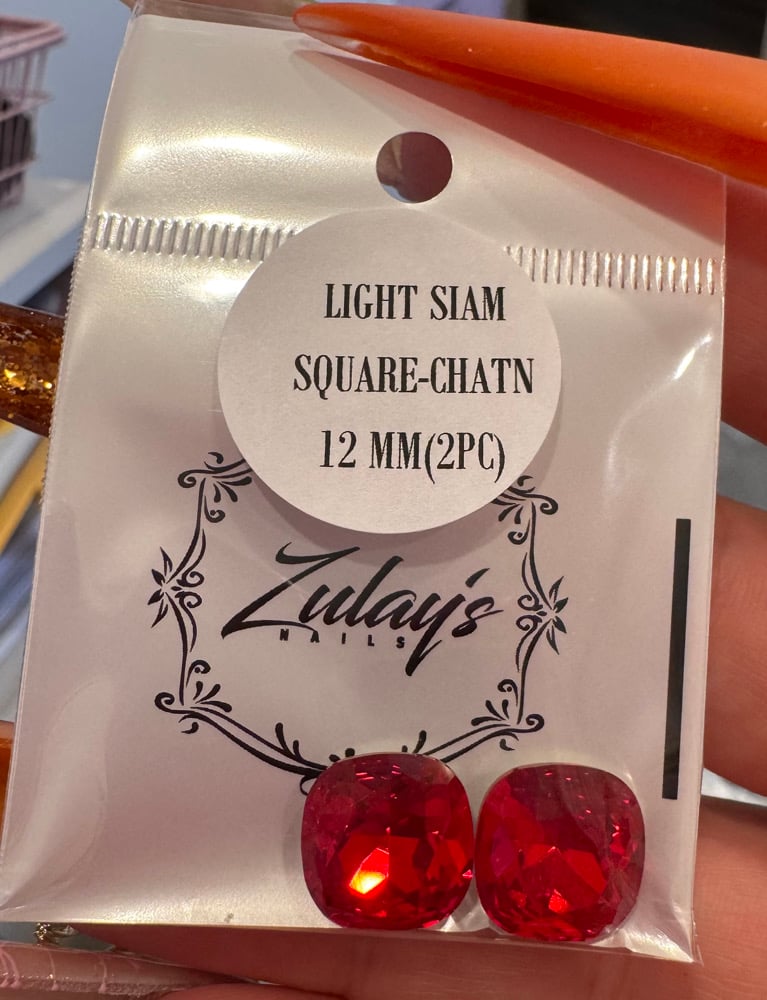 LIGHT SIAM
SQUARE-CHATN
12 MM(2PC)
Zulay's
NAILS